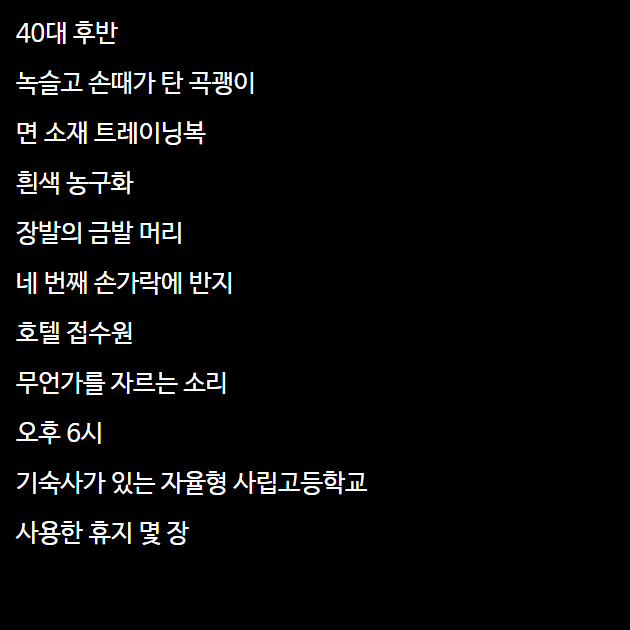 40대 후반
녹슬고 손때가 탄 곡괭이
면 소재 트레이닝복
흰색 농구화
장발의 금발 머리
네 번째 손가락에 반지
호텔 접수원
무언가를 자르는 소리
오후 6시
기숙사가 있는 자율형 사립고등학교
사용한 휴지 몇 장